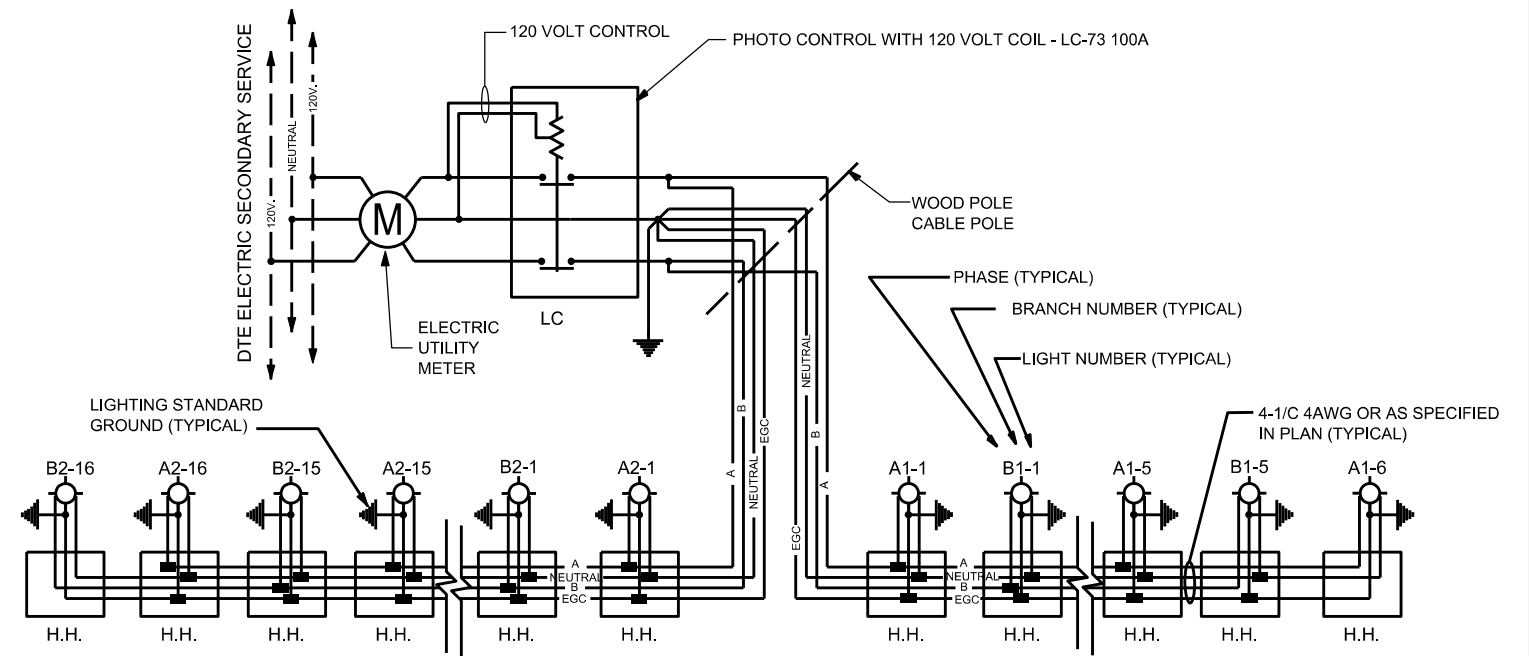 120 VOLT CONTROL
PHOTO CONTROL WITH 120 VOLT COIL - LC-73 100A
DTE ELECTRIC SECONDARY SERVICE
120V.
NEUTRAL
120V.
M
WOOD POLE
CABLE POLE
PHASE (TYPICAL)
BRANCH NUMBER (TYPICAL)
LIGHT NUMBER (TYPICAL)
LC
ELECTRIC
UTILITY
METER
LIGHTING STANDARD
GROUND (TYPICAL)
4-1/C 4AWG OR AS SPECIFIED
IN PLAN (TYPICAL)
A
NEUTRAL
B
EGC
EGC
NEUTRAL
B
A
B2-16
A2-16
B2-15
A2-15
B2-1
A2-1
A1-1
B1-1
A1-5
B1-5
A1-6
A
NEUTRAL
B
EGC
A
NEUTRAL
B
EGC
H.H.
H.H.
H.H.
H.H.
H.H.
H.H.
H.H.
H.H.
H.H.
H.H.
H.H.